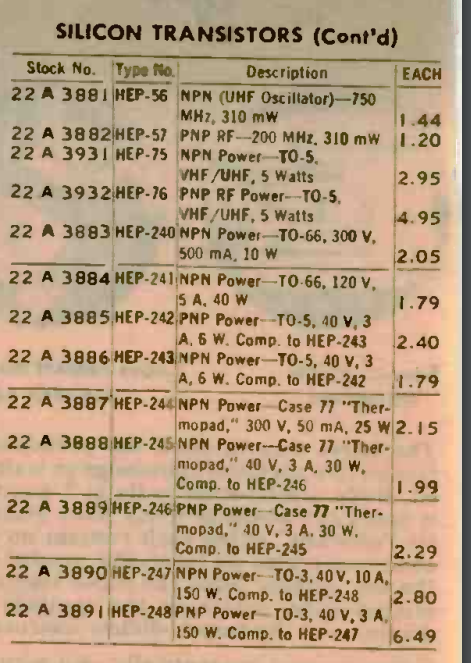 SILICON TRANSISTORS (Cont'd)
Stock No. Type No. Description EACH
22 A 3881 HEP-56 NPN (UHF Oscillator)—750
MHz, 310 mW 1.44
22 A 3882 HEP-57 PNP RF—200 MHz, 310 mW 1.20
22 A 3931 HEP-75 NPN Power—TO-5,
VHF/UHF, 5 Watts 2.95
22 A 3932 HEP-76 PNP RF Power—TO-5,
VHF/UHF, 5 Watts 4.95
22 A 3883 HEP-240 NPN Power—TO-66, 300 V,
500 mA, 10 W 2.05
22 A 3884 HEP-241 NPN Power—TO-66, 120 V,
5 A, 40 W 1.79
22 A 3885 HEP-242 PNP Power—TO-5, 40 V, 3
A, 6 W. Comp. to HEP-243 2.40
22 A 3886 HEP-243 NPN Power—TO-5, 40 V, 3
A, 6 W. Comp. to HEP-242 1.79
22 A 3887 HEP-244 NPN Power—Case 77 "Ther-
mopad," 300 V, 50 mA, 25 W 2.15
22 A 3888 HEP-245 NPN Power—Case 77 "Ther-
mopad," 40 V, 3 A, 30 W,
Comp. to HEP-246 1.99
22 A 3889 HEP-246 PNP Power—Case 77 "Ther-
mopad," 40 V, 3 A, 30 W.
Comp. to HEP-245 2.29
22 A 3890 HEP-247 NPN Power—TO-3, 40 V, 10 A,
150 W. Comp. to HEP-248 2.80
22 A 3891 HEP-248 PNP Power—TO-3, 40 V, 3 A,
150 W. Comp. to HEP-247 6.49